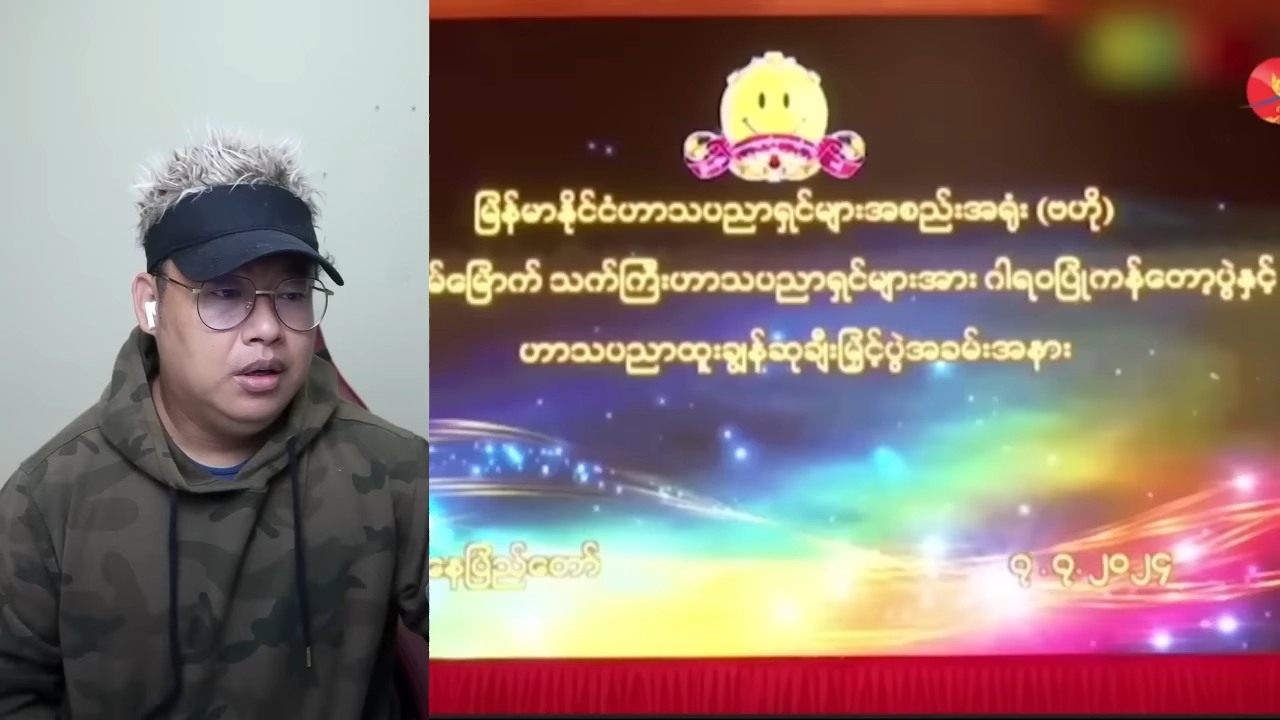 မြန်မာနိုင်ငံဟာသပညာရှင်များအစည်းအရုံး (ဗဟို)
သက်ကြီးဟာသပညာရှင်များအား ဂါရဝပြုကန်တော့ပွဲနှင့်
ဟာသပညာထူးချွန်ဆုချီးမြှင့်ပွဲအခမ်းအနား
နေပြည်တော်
၇.၇.၂၀၂၄